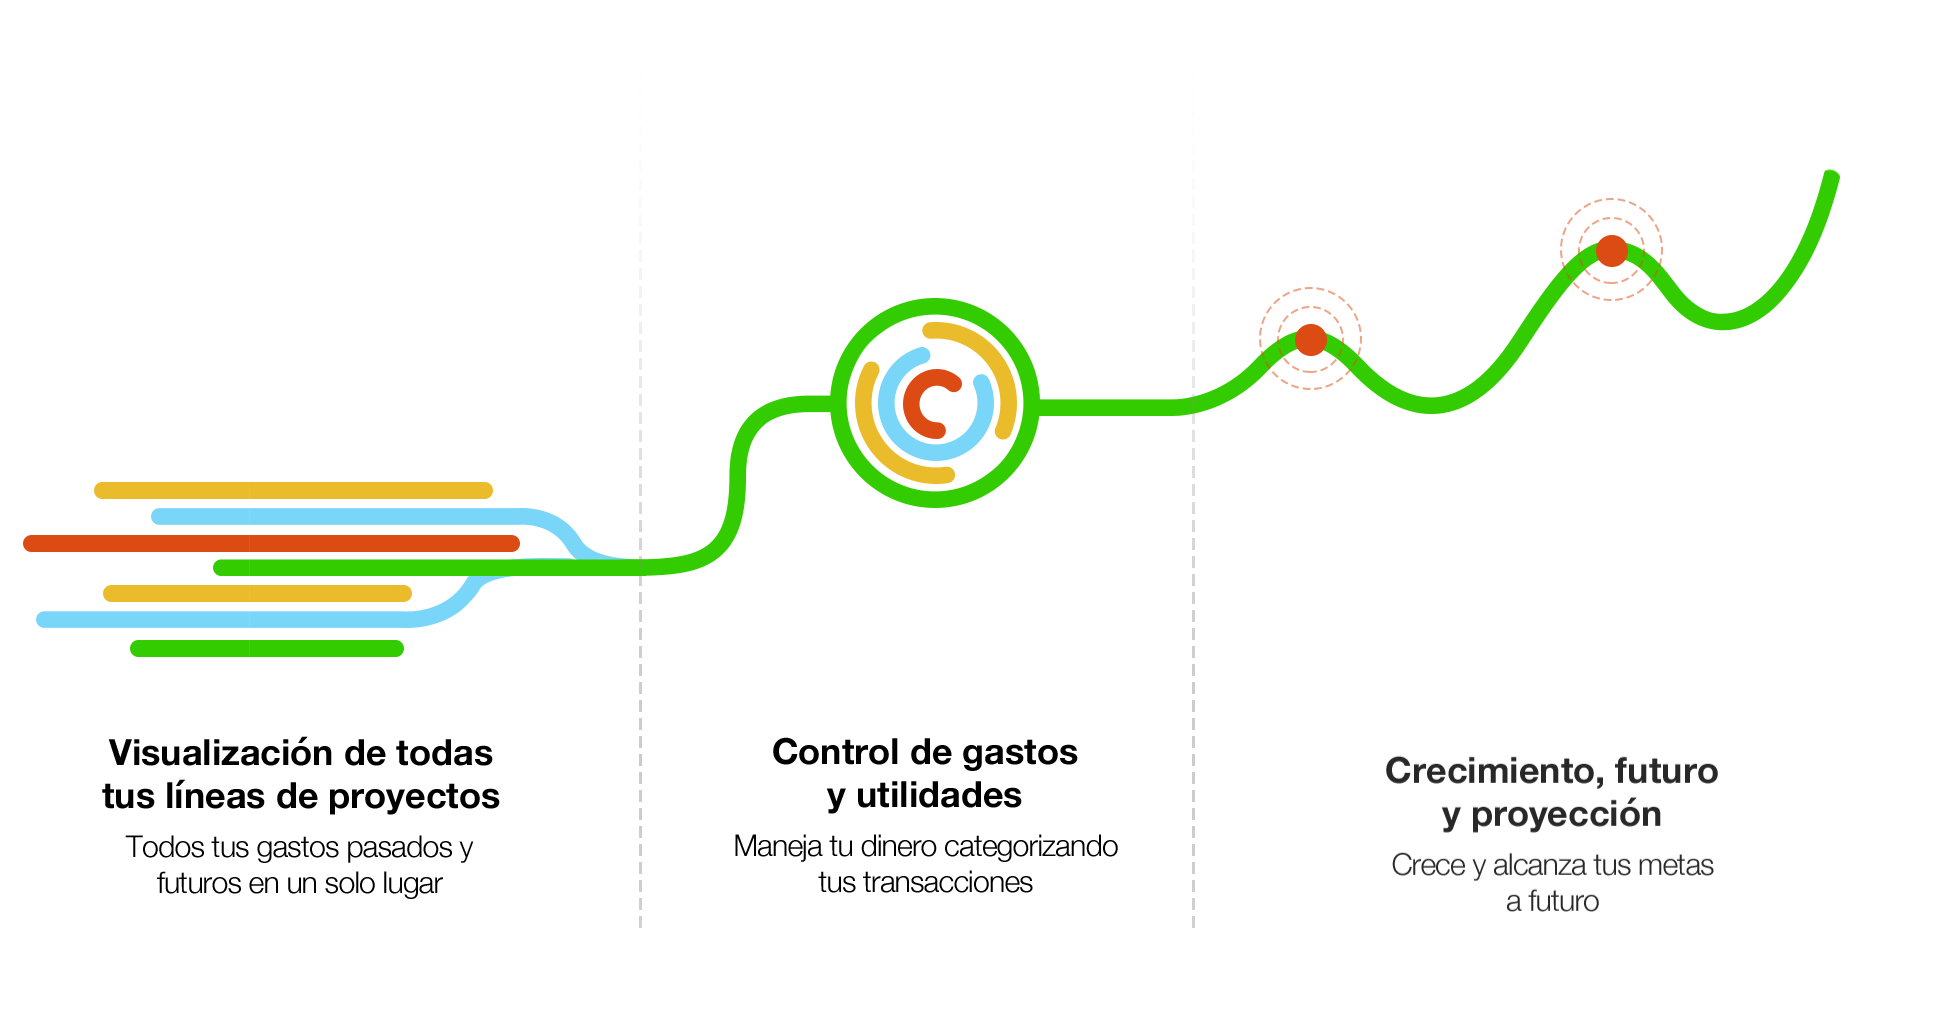 Visualización de todas
tus líneas de proyectos
Todos tus gastos pasados y
futuros en un solo lugar
Control de gastos
y utilidades
Maneja tu dinero categorizando
tus transacciones
Crecimiento, futuro
y proyección
Crece y alcanza tus metas
a futuro